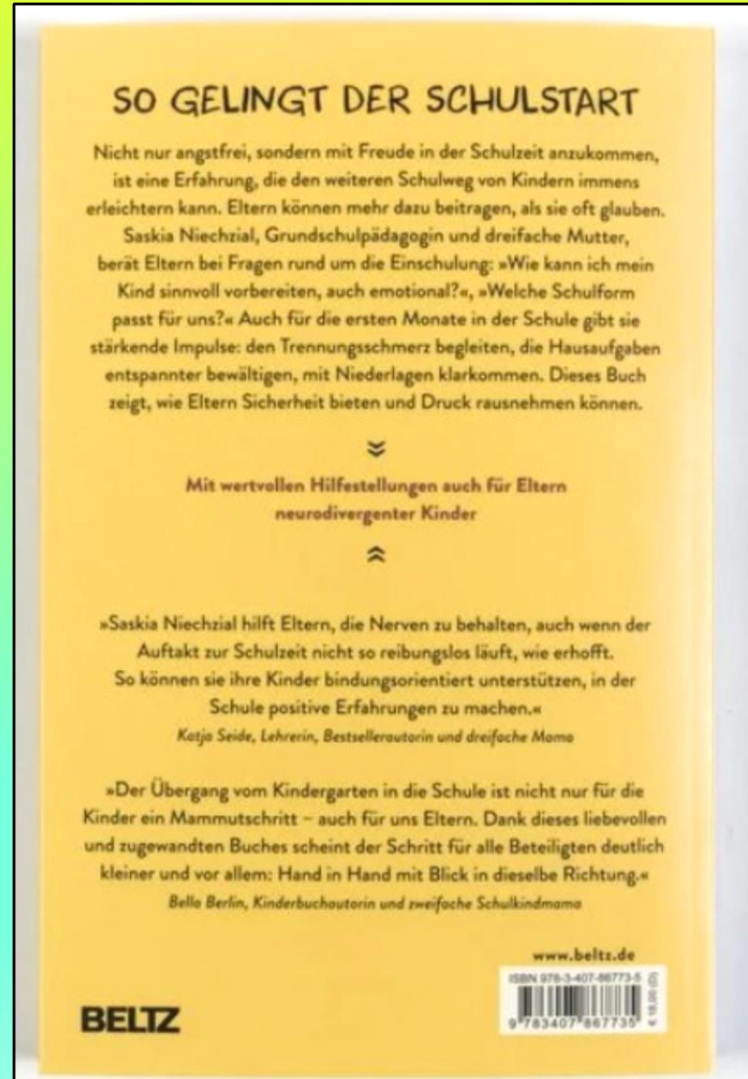 SO GELINGT DER SCHULSTART
Nicht nur angstfrei, sondern mit Freude in der Schulzeit anzukommen,
ist eine Erfahrung, die den weiteren Schulweg von Kindern immens
erleichtern kann. Eltern können mehr dazu beitragen, als sie oft glauben.
Saskia Niechzial, Grundschulpädagogin und dreifache Mutter,
berät Eltern bei Fragen rund um die Einschulung: »Wie kann ich mein
Kind sinnvoll vorbereiten, auch emotional?«, »Welche Schulform
passt für uns?« Auch für die ersten Monate in der Schule gibt sie
stärkende Impulse: den Trennungsschmerz begleiten, die Hausaufgaben
entspannter bewältigen, mit Niederlagen klarkommen. Dieses Buch
zeigt, wie Eltern Sicherheit bieten und Druck rausnehmen können.
Mit wertvollen Hilfestellungen auch für Eltern
neurodivergenter Kinder
»Saskia Niechzial hilft Eltern, die Nerven zu behalten, auch wenn der
Auftakt zur Schulzeit nicht so reibungslos läuft, wie erhofft.
So können sie ihre Kinder bindungsorientiert unterstützen, in der
Schule positive Erfahrungen zu machen.«
Katja Seide, Lehrerin, Bestsellerautorin und dreifache Mama
»Der Übergang vom Kindergarten in die Schule ist nicht nur für die
Kinder ein Mammutschritt – auch für uns Eltern. Dank dieses liebevollen
und zugewandten Buches scheint der Schritt für alle Beteiligten deutlich
kleiner und vor allem: Hand in Hand mit Blick in dieselbe Richtung.«
Bella Berlin, Kinderbuchautorin und zweifache Schulkindmama
www.beltz.de
ISBN 978-3-407-86773-5
9 783407 867735
€ 18,00 (D)
BELTZ